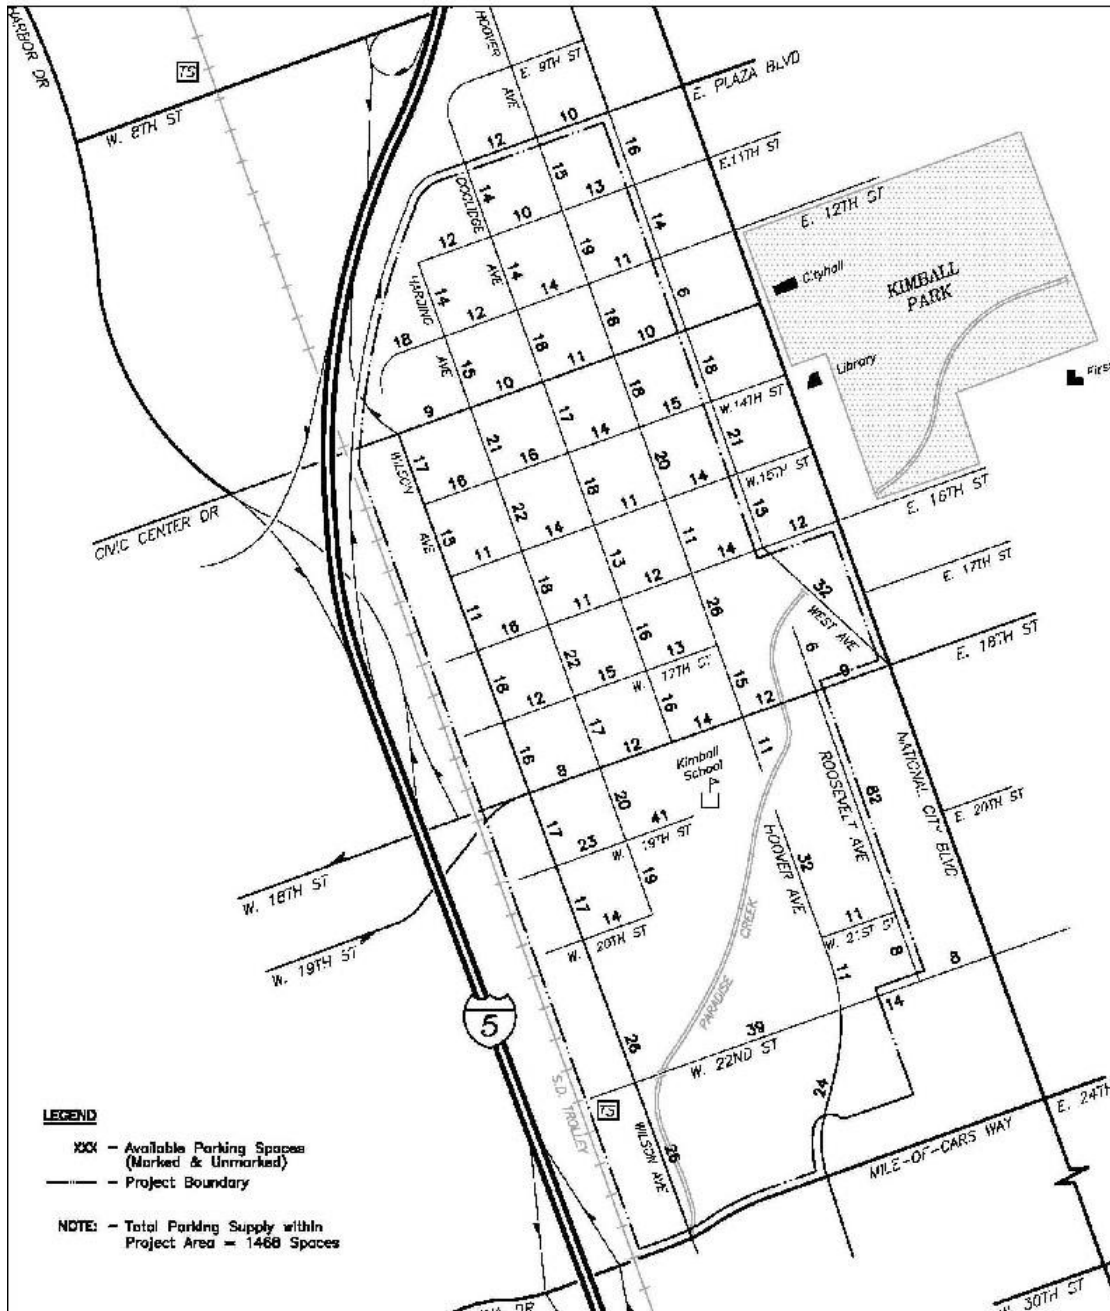 HARBOR DR
TS
W. 8TH ST
HOOVER
AVE
E. 9TH ST
E. PLAZA BLVD
10
12
16
15
13
E.11TH ST
COOLIDGE
AVE
14
10
12
14
E. 12TH ST
Cityhall
KIMBALL
PARK
Library
19
11
14
14
HARDING
AVE
14
12
18
6
10
16
11
18
15
10
9
18
W.14TH ST
15
18
14
17
16
21
17
16
WILSON
AVE
CIVIC CENTER DR
21
W.15TH ST
14
20
11
18
14
22
11
15
E. 16TH ST
15
12
14
11
12
13
11
18
16
11
E. 17TH ST
32
WEST AVE
26
13
W. 17TH ST
16
15
22
12
16
E. 18TH ST
6
9
12
15
14
16
12
17
8
16
11
Kimball
School
NATIONAL CITY BLVD
ROOSEVELT AVE
82
E. 20TH ST
HOOVER AVE
32
20
41
23
17
W. 19TH ST
19
17
14
W. 20TH ST
W. 18TH ST
W. 19TH ST
11
W. 21ST ST
8
8
11
14
PARADISE
CREEK
39
W. 22ND ST
5
26
24
S.D. TROLLEY
TS
WILSON AVE
26
MILE-OF-CARS WAY
E. 24TH
W. 30TH ST
LEGEND
XXX - Available Parking Spaces
(Marked & Unmarked)
- Project Boundary
NOTE: - Total Parking Supply within
Project Area = 1468 Spaces